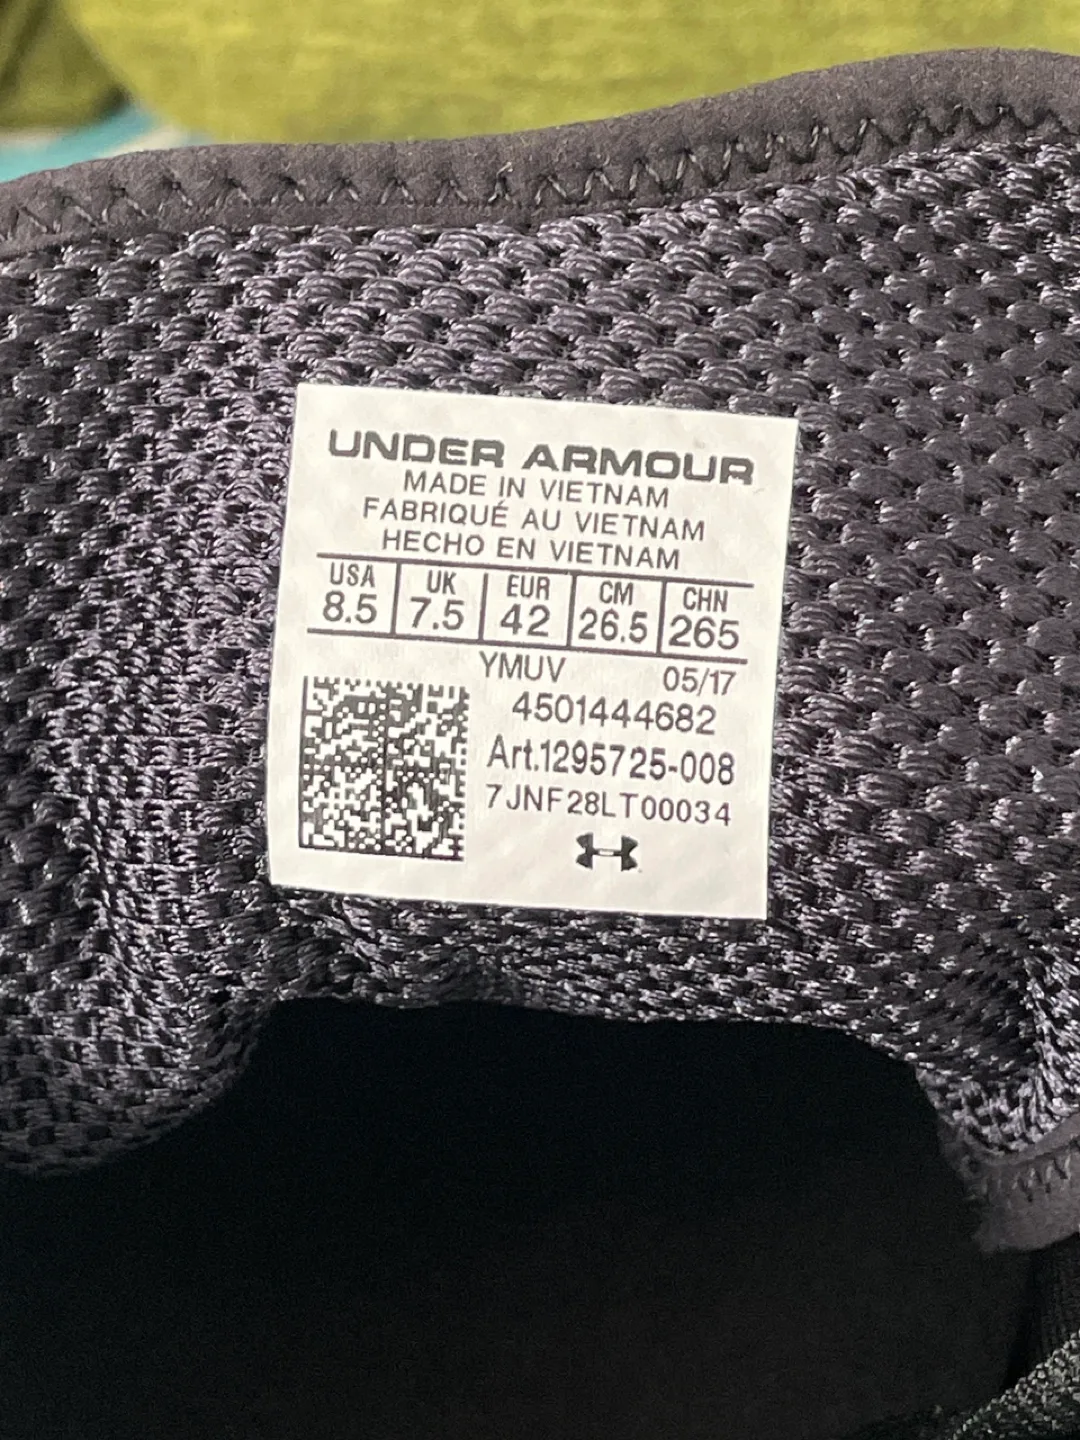 UNDER ARMOUR
MADE IN VIETNAM
FABRIQUÉ AU VIETNAM
HECHO EN VIETNAM
USA UK EUR CM CHN
8.5 7.5 42 26.5 265
YMUV 05/17
4501444682
Art.1295725-008
7JNF28LT00034